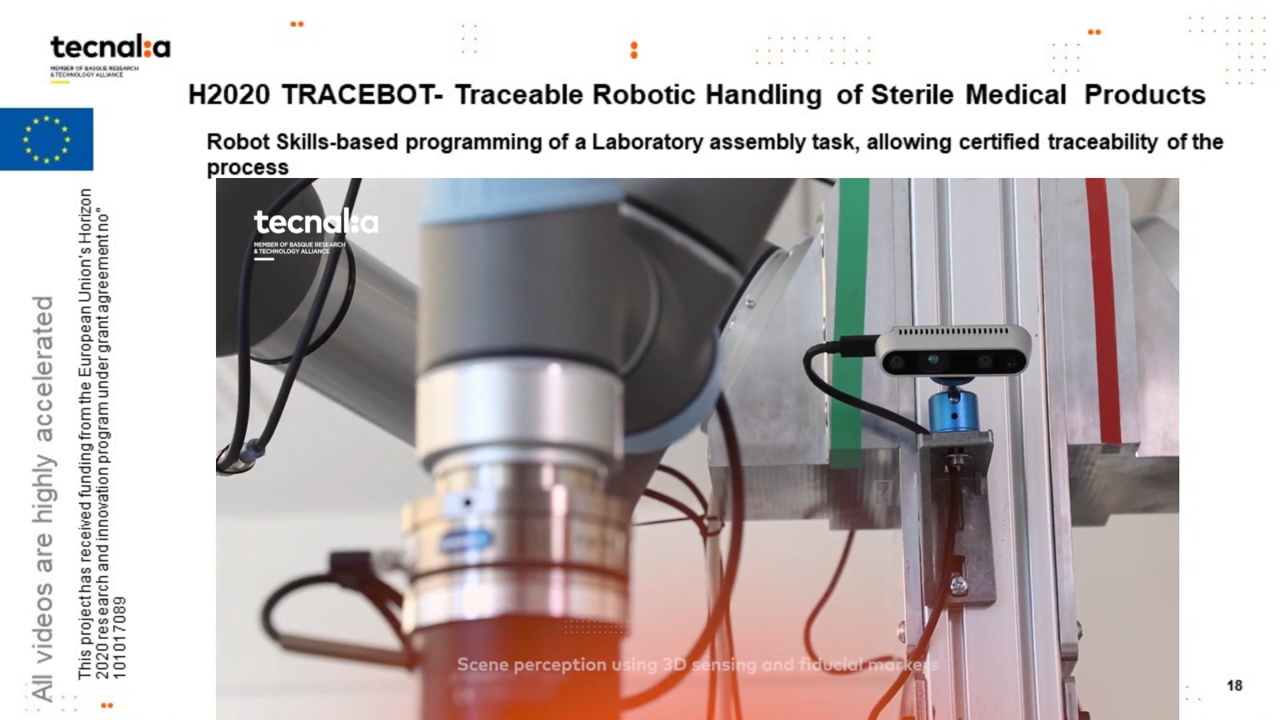 tecnal:a
MEMBER OF BASQUE RESEARCH
& TECHNOLOGY ALLIANCE
H2020 TRACEBOT- Traceable Robotic Handling of Sterile Medical Products
Robot Skills-based programming of a Laboratory assembly task, allowing certified traceability of the
process
All videos are highly accelerated
This project has received funding from the European Union's Horizon
2020 research and innovation program under grant agreement no°
101017089
tecnal:a
MEMBER OF BASQUE RESEARCH
& TECHNOLOGY ALLIANCE
Scene perception using 3D sensing and fiducial markers
18